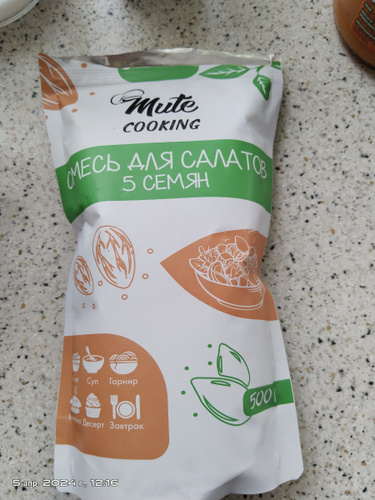 Mute
COOKING
СМЕСЬ ДЛЯ САЛАТОВ
5 СЕМЯН
Суп Гарнир
Десерт Завтрак
500 г
5 апр. 2024 г., 12:16